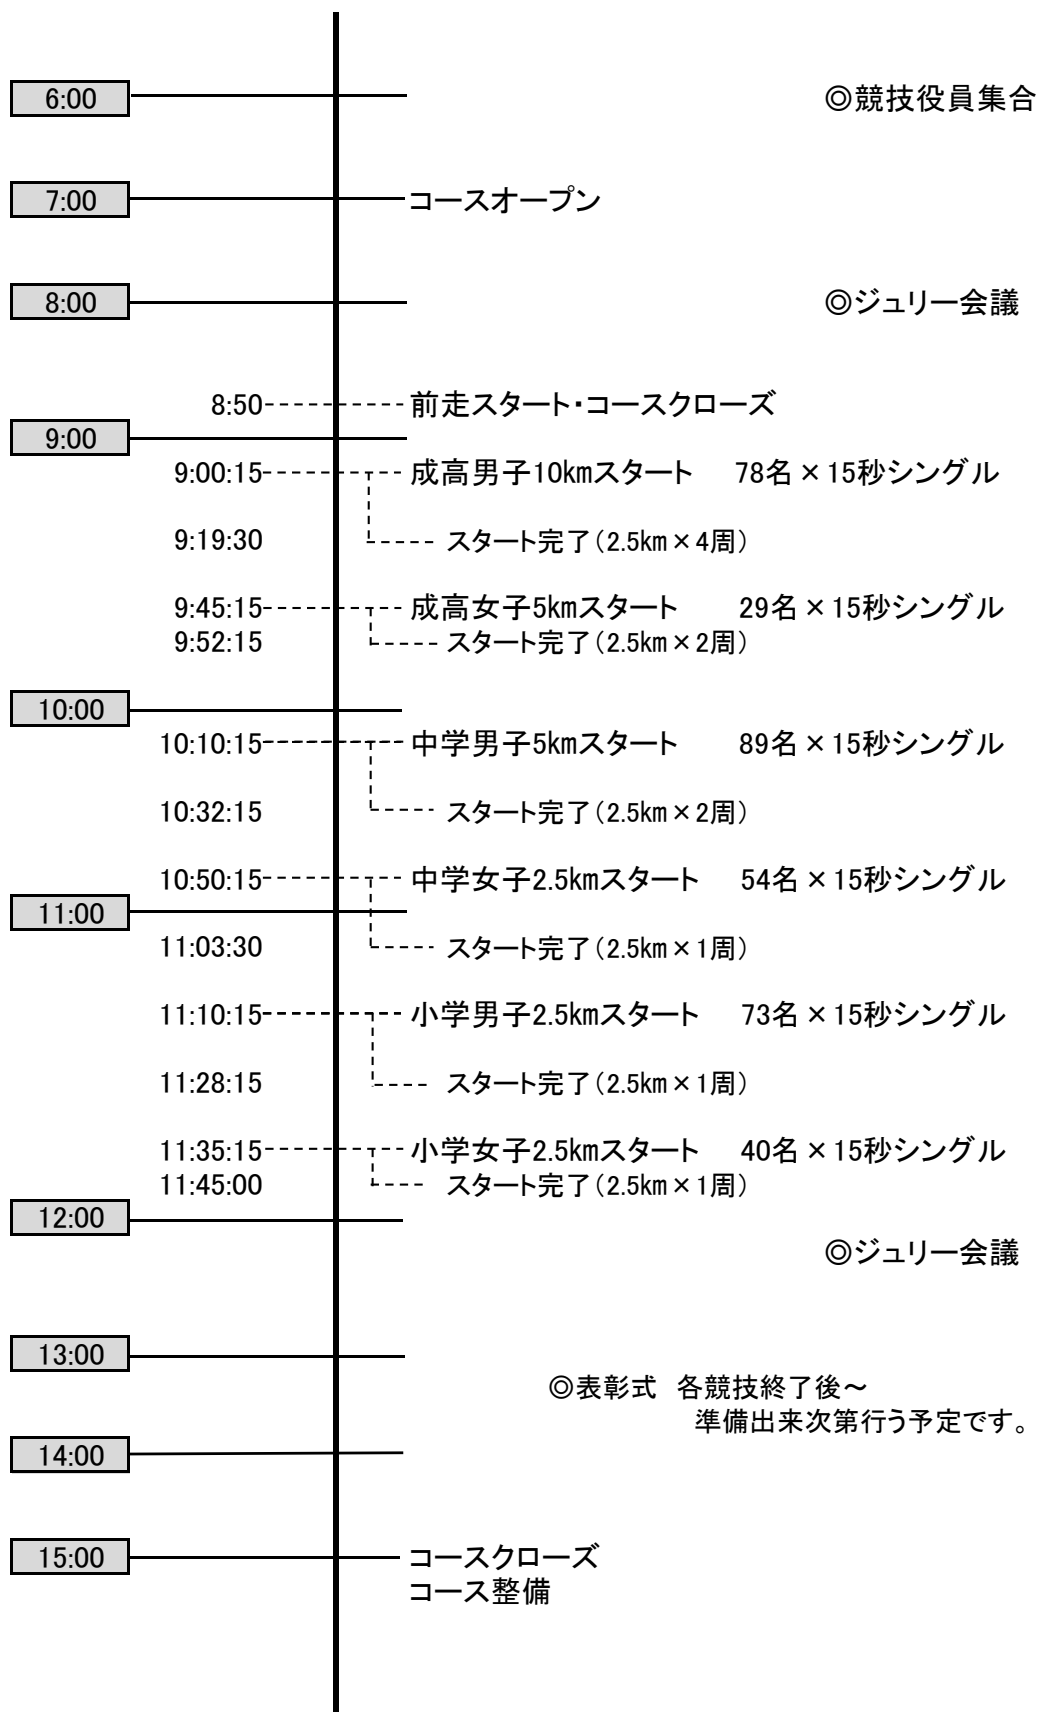 6:00 ◎競技役員集合
7:00 コースオープン
8:00 ◎ジュリー会議
8:50 前走スタート・コースクローズ
9:00
9:00:15 成高男子10kmスタート 78名×15秒シングル
9:19:30 スタート完了(2.5km×4周)
9:45:15 成高女子5kmスタート 29名×15秒シングル
9:52:15 スタート完了(2.5km×2周)
10:00
10:10:15 中学男子5kmスタート 89名×15秒シングル
10:32:15 スタート完了(2.5km×2周)
10:50:15 中学女子2.5kmスタート 54名×15秒シングル
11:00
11:03:30 スタート完了(2.5km×1周)
11:10:15 小学男子2.5kmスタート 73名×15秒シングル
11:28:15 スタート完了(2.5km×1周)
11:35:15 小学女子2.5kmスタート 40名×15秒シングル
11:45:00 スタート完了(2.5km×1周)
12:00
◎ジュリー会議
13:00
◎表彰式 各競技終了後～
準備出来次第行う予定です。
14:00
15:00 コースクローズ
コース整備